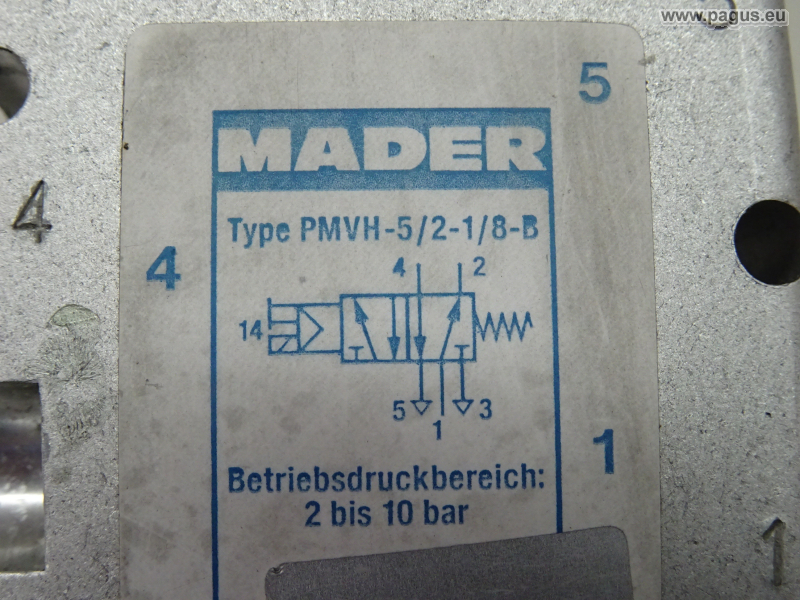 www.pagus.eu
5
MADER
4
Type PMVH-5/2-1/8-B
4
4 2
14
5 3
1
1
Betriebsdruckbereich:
2 bis 10 bar
1